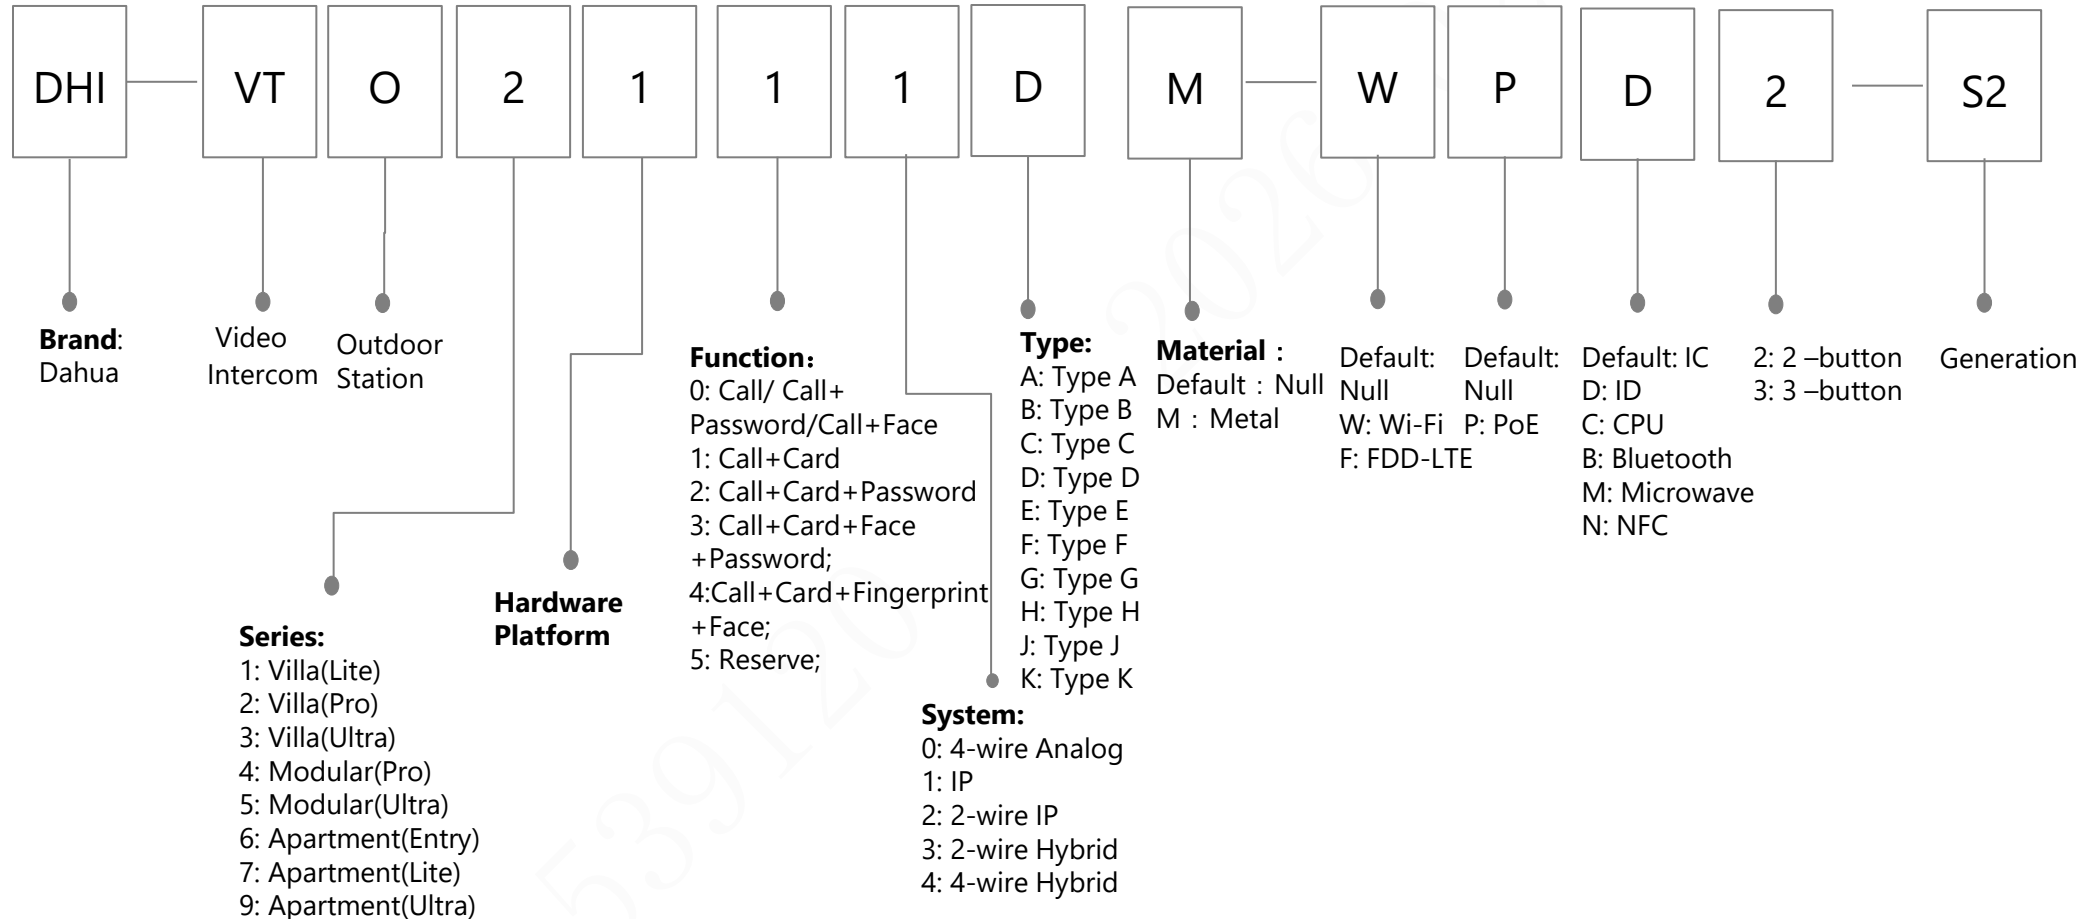 DHI VT O 2 1 1 1 D M W P D 2 S2
Brand:
Dahua
Video
Intercom
Outdoor
Station
Series:
1: Villa(Lite)
2: Villa(Pro)
3: Villa(Ultra)
4: Modular(Pro)
5: Modular(Ultra)
6: Apartment(Entry)
7: Apartment(Lite)
9: Apartment(Ultra)
Hardware
Platform
Function：
0: Call/ Call+
Password/Call+Face
1: Call+Card
2: Call+Card+Password
3: Call+Card+Face
+Password;
4:Call+Card+Fingerprint
+Face;
5: Reserve;
System:
0: 4-wire Analog
1: IP
2: 2-wire IP
3: 2-wire Hybrid
4: 4-wire Hybrid
Type:
A: Type A
B: Type B
C: Type C
D: Type D
E: Type E
F: Type F
G: Type G
H: Type H
J: Type J
K: Type K
Material：
Default：Null
M：Metal
Default:
Null
W: Wi-Fi
F: FDD-LTE
Default:
Null
P: PoE
Default: IC
D: ID
C: CPU
B: Bluetooth
M: Microwave
N: NFC
2: 2 –button
3: 3 –button
Generation